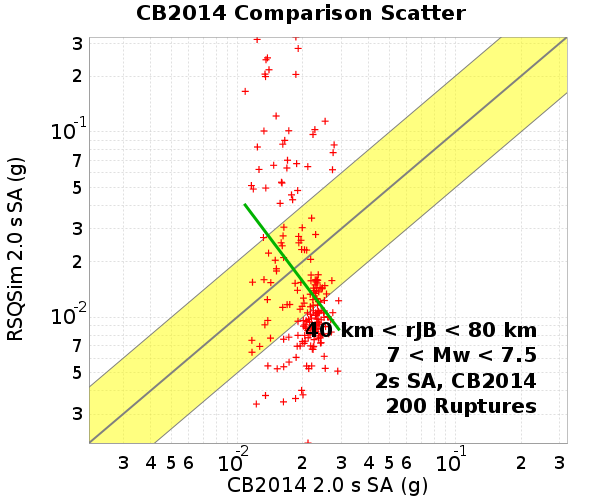 CB2014 Comparison Scatter
RSQSim 2.0 s SA (g)
3
2
10-1
7
5
3
2
10-2
7
5
3
40 km < rJB < 80 km
7 < Mw < 7.5
2s SA, CB2014
200 Ruptures
3 4 5 6 10-2 2 3 4 5 6 10-1 2 3
CB2014 2.0 s SA (g)